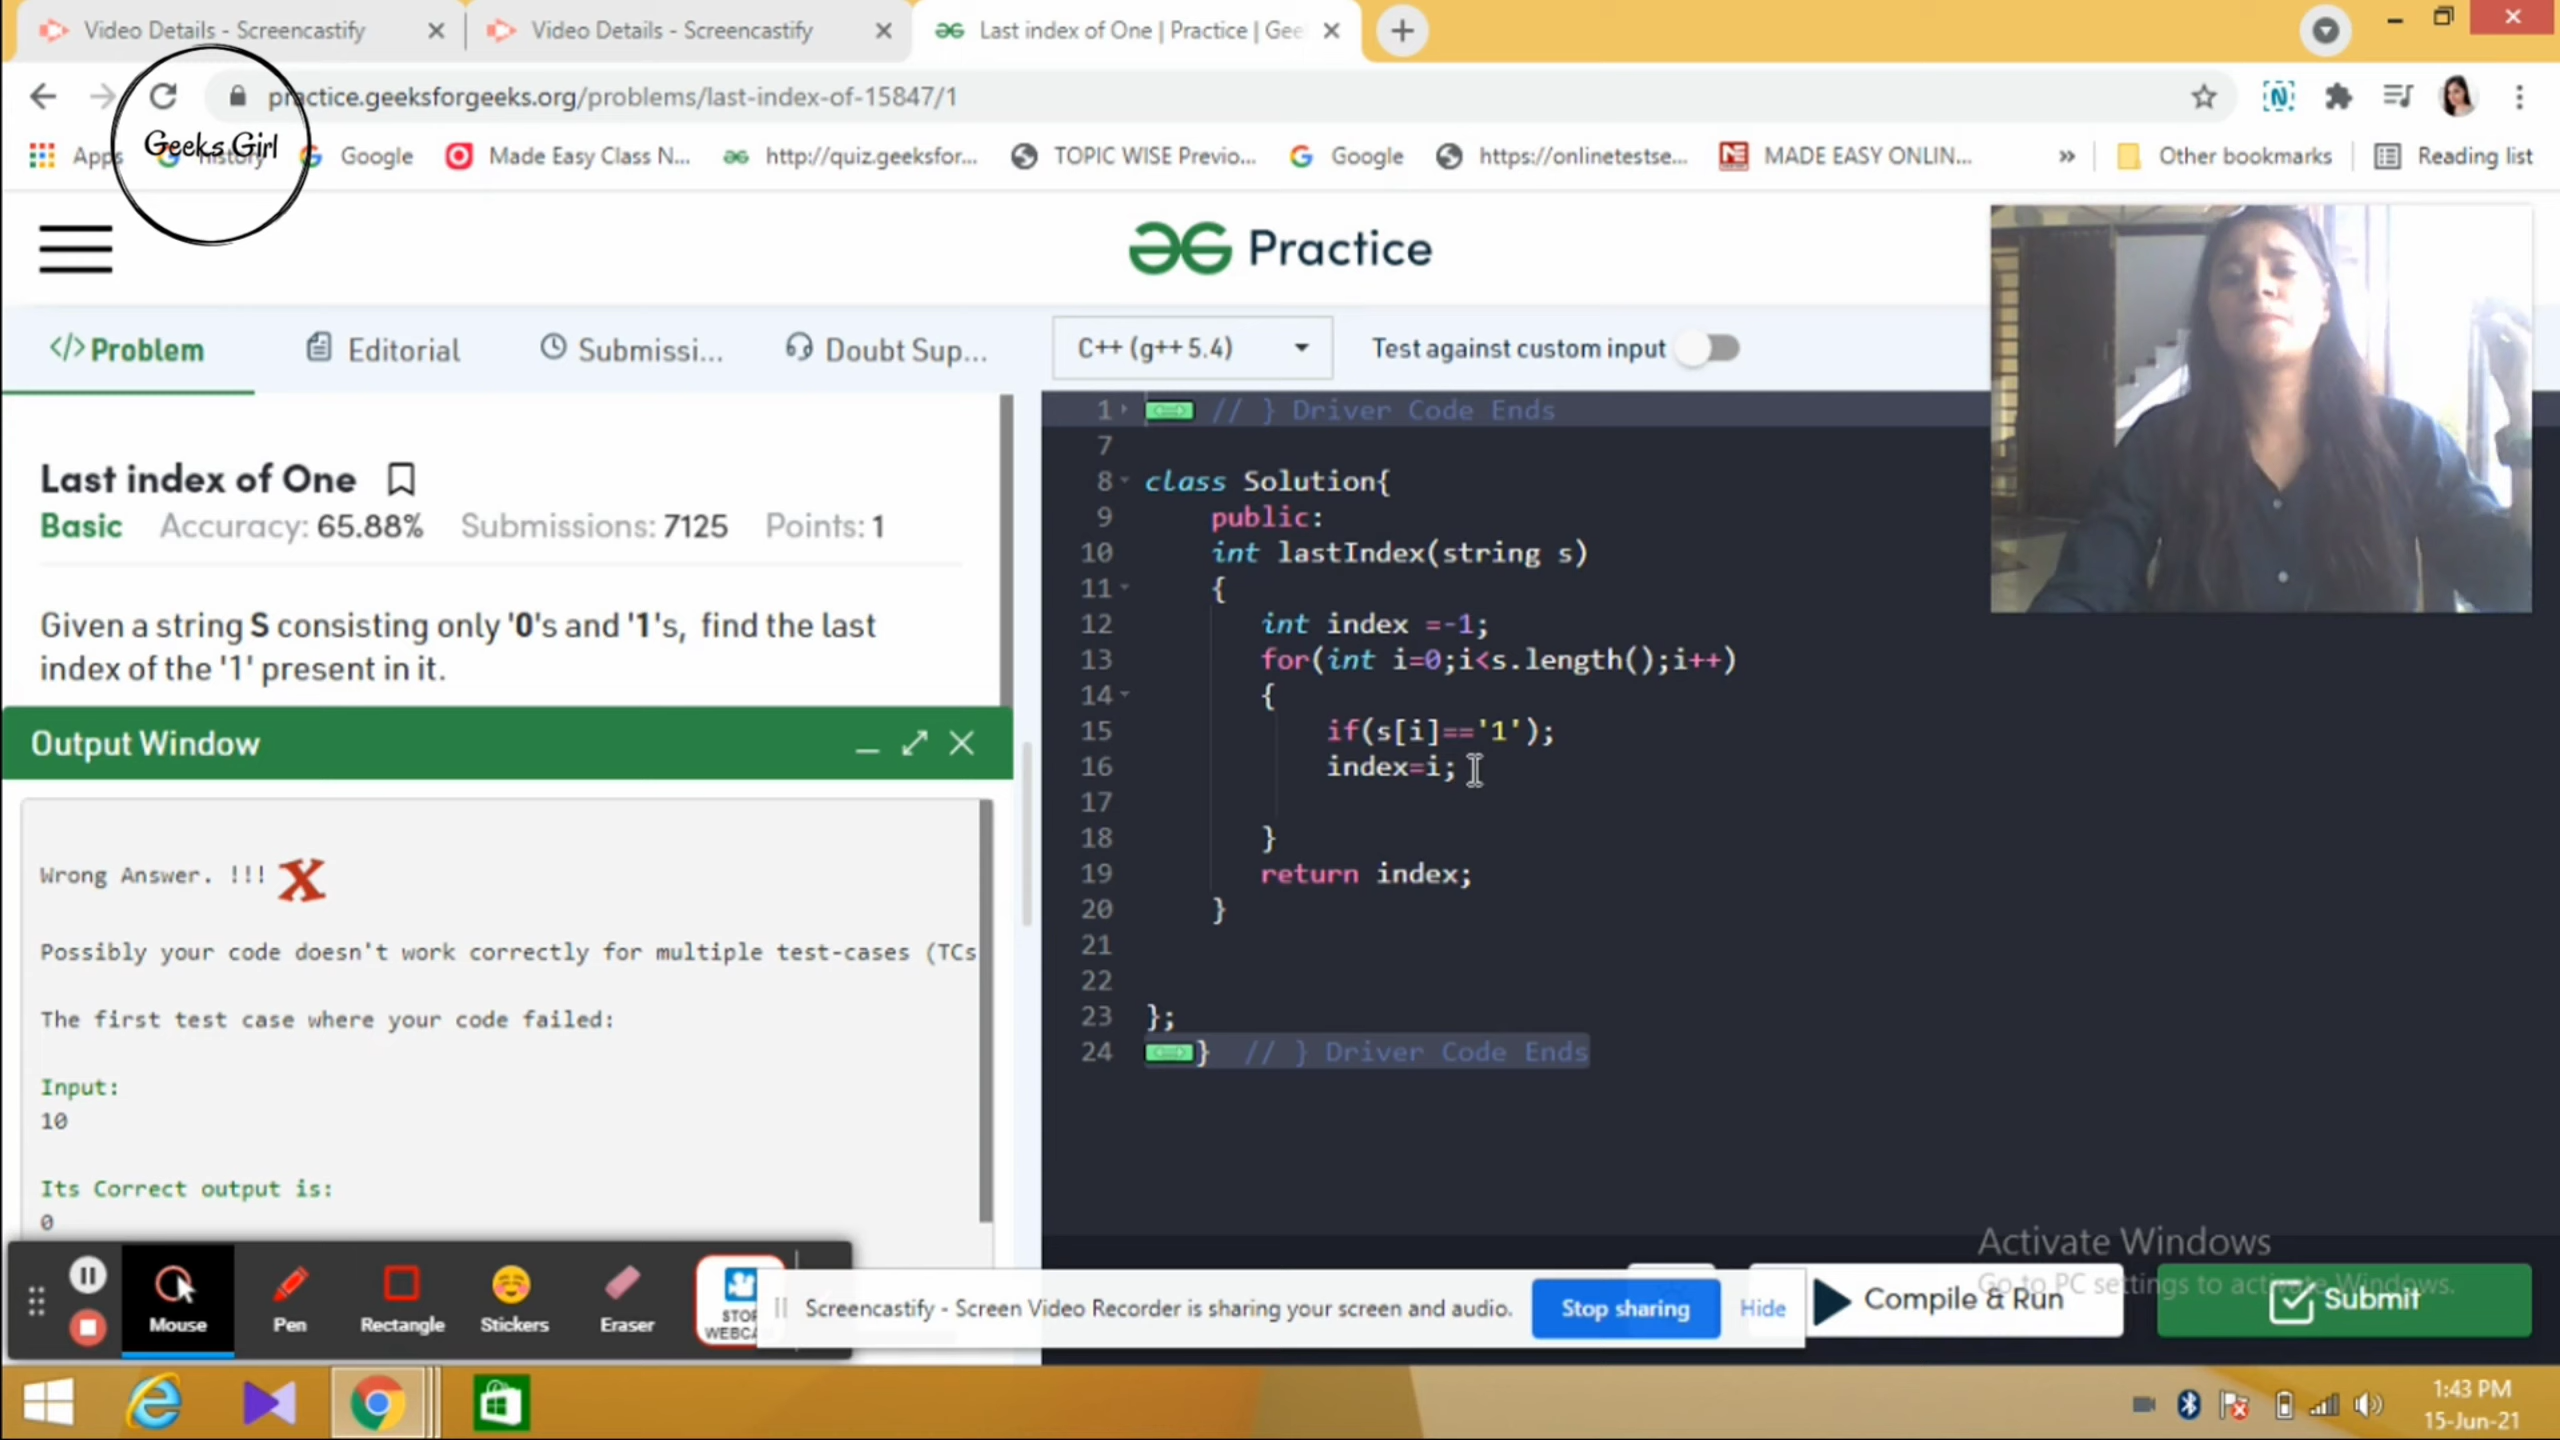 Video Details - Screencastify
Video Details - Screencastify
Last index of One | Practice | Gee
practice.geeksforgeeks.org/problems/last-index-of-15847/1
Geeks Girl
Apps
History
Google
Made Easy Class N...
http://quiz.geeksfor...
TOPIC WISE Previo...
Google
https://onlinetestse...
MADE EASY ONLIN...
»
Other bookmarks
Reading list
Practice
</> Problem
Editorial
Submissi...
Doubt Sup...
C++ (g++ 5.4)
Test against custom input
Last index of One
Basic Accuracy: 65.88% Submissions: 7125 Points: 1
Given a string S consisting only '0's and '1's, find the last
index of the '1' present in it.
Output Window
Wrong Answer. !!! X
Possibly your code doesn't work correctly for multiple test-cases (TCs
The first test case where your code failed:
Input:
10
Its Correct output is:
0
1 // } Driver Code Ends
7
8 class Solution{
9 public:
10 int lastIndex(string s)
11 {
12 int index =-1;
13 for(int i=0;i<s.length();i++)
14 {
15 if(s[i]=='1');
16 index=i;
17
18 }
19 return index;
20 }
21
22
23 };
24 } // } Driver Code Ends
Activate Windows
Go to PC settings to activate Windows.
Compile & Run
Submit
Mouse
Pen
Rectangle
Stickers
Eraser
STOP
Screencastify - Screen Video Recorder is sharing your screen and audio.
Stop sharing
Hide
1:43 PM
15-Jun-21